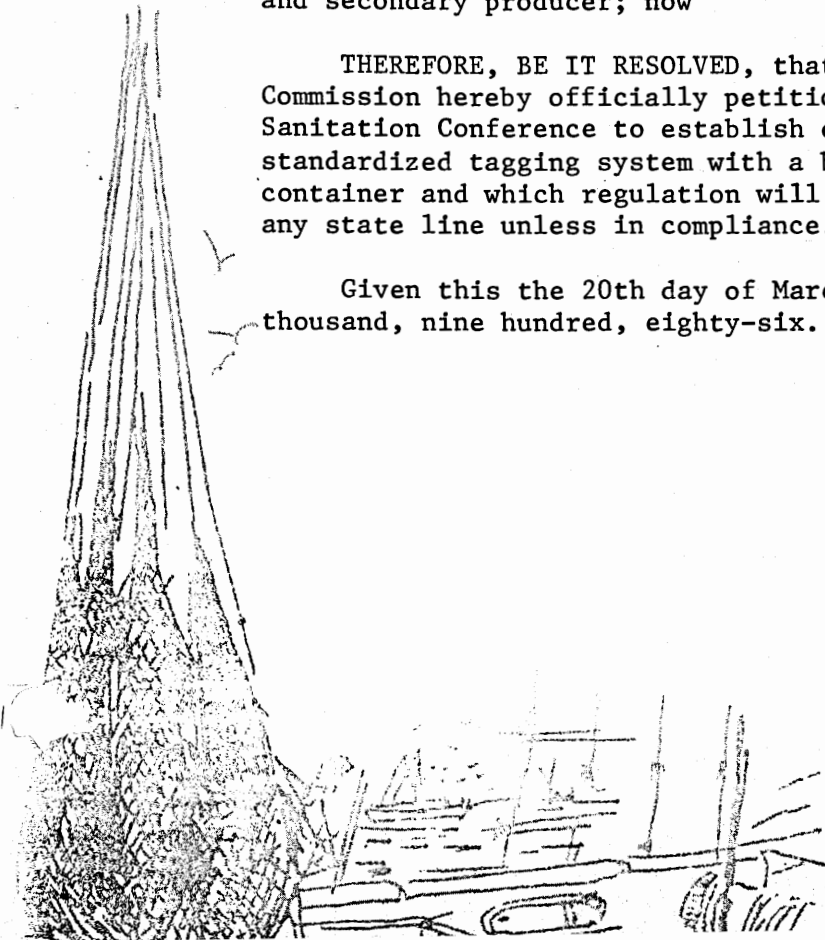 and secondary producer; now
THEREFORE, BE IT RESOLVED, that
Commission hereby officially
Sanitation Conference to establish
standardized tagging system with a
container and which regulation will
any state line unless in compliance
Given this the 20th day of
thousand, nine hundred, eighty-six.